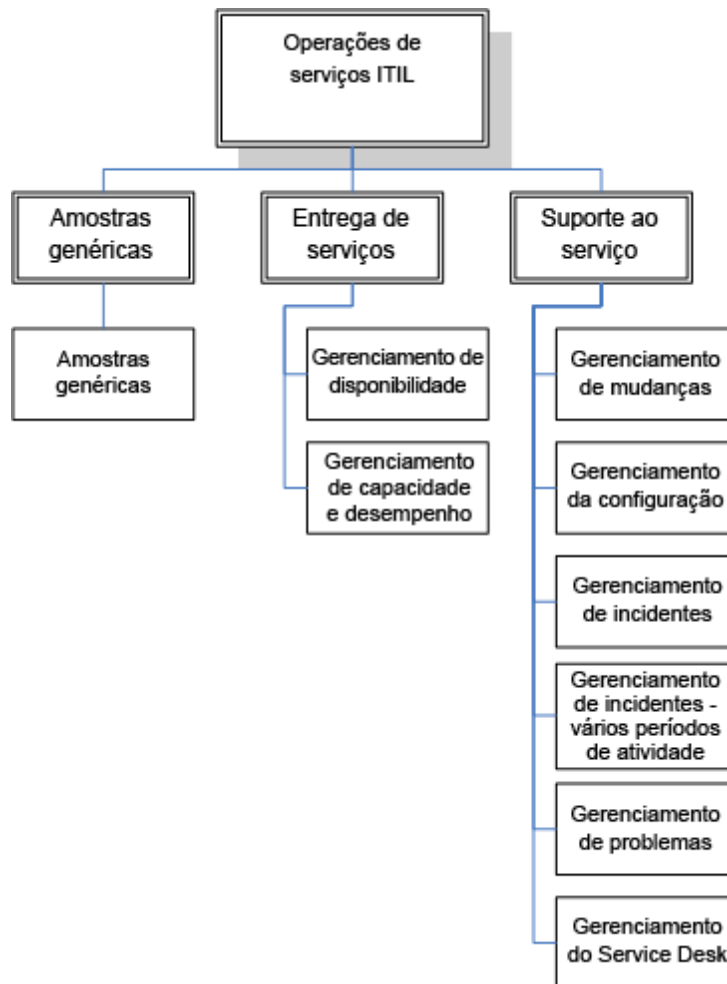 Operações de
serviços ITIL
Amostras
genéricas
Entrega de
serviços
Suporte ao
serviço
Amostras
genéricas
Gerenciamento de
disponibilidade
Gerenciamento
de capacidade
e desempenho
Gerenciamento
de mudanças
Gerenciamento
da configuração
Gerenciamento
de incidentes
Gerenciamento
de incidentes -
vários períodos
de atividade
Gerenciamento
de problemas
Gerenciamento
do Service Desk